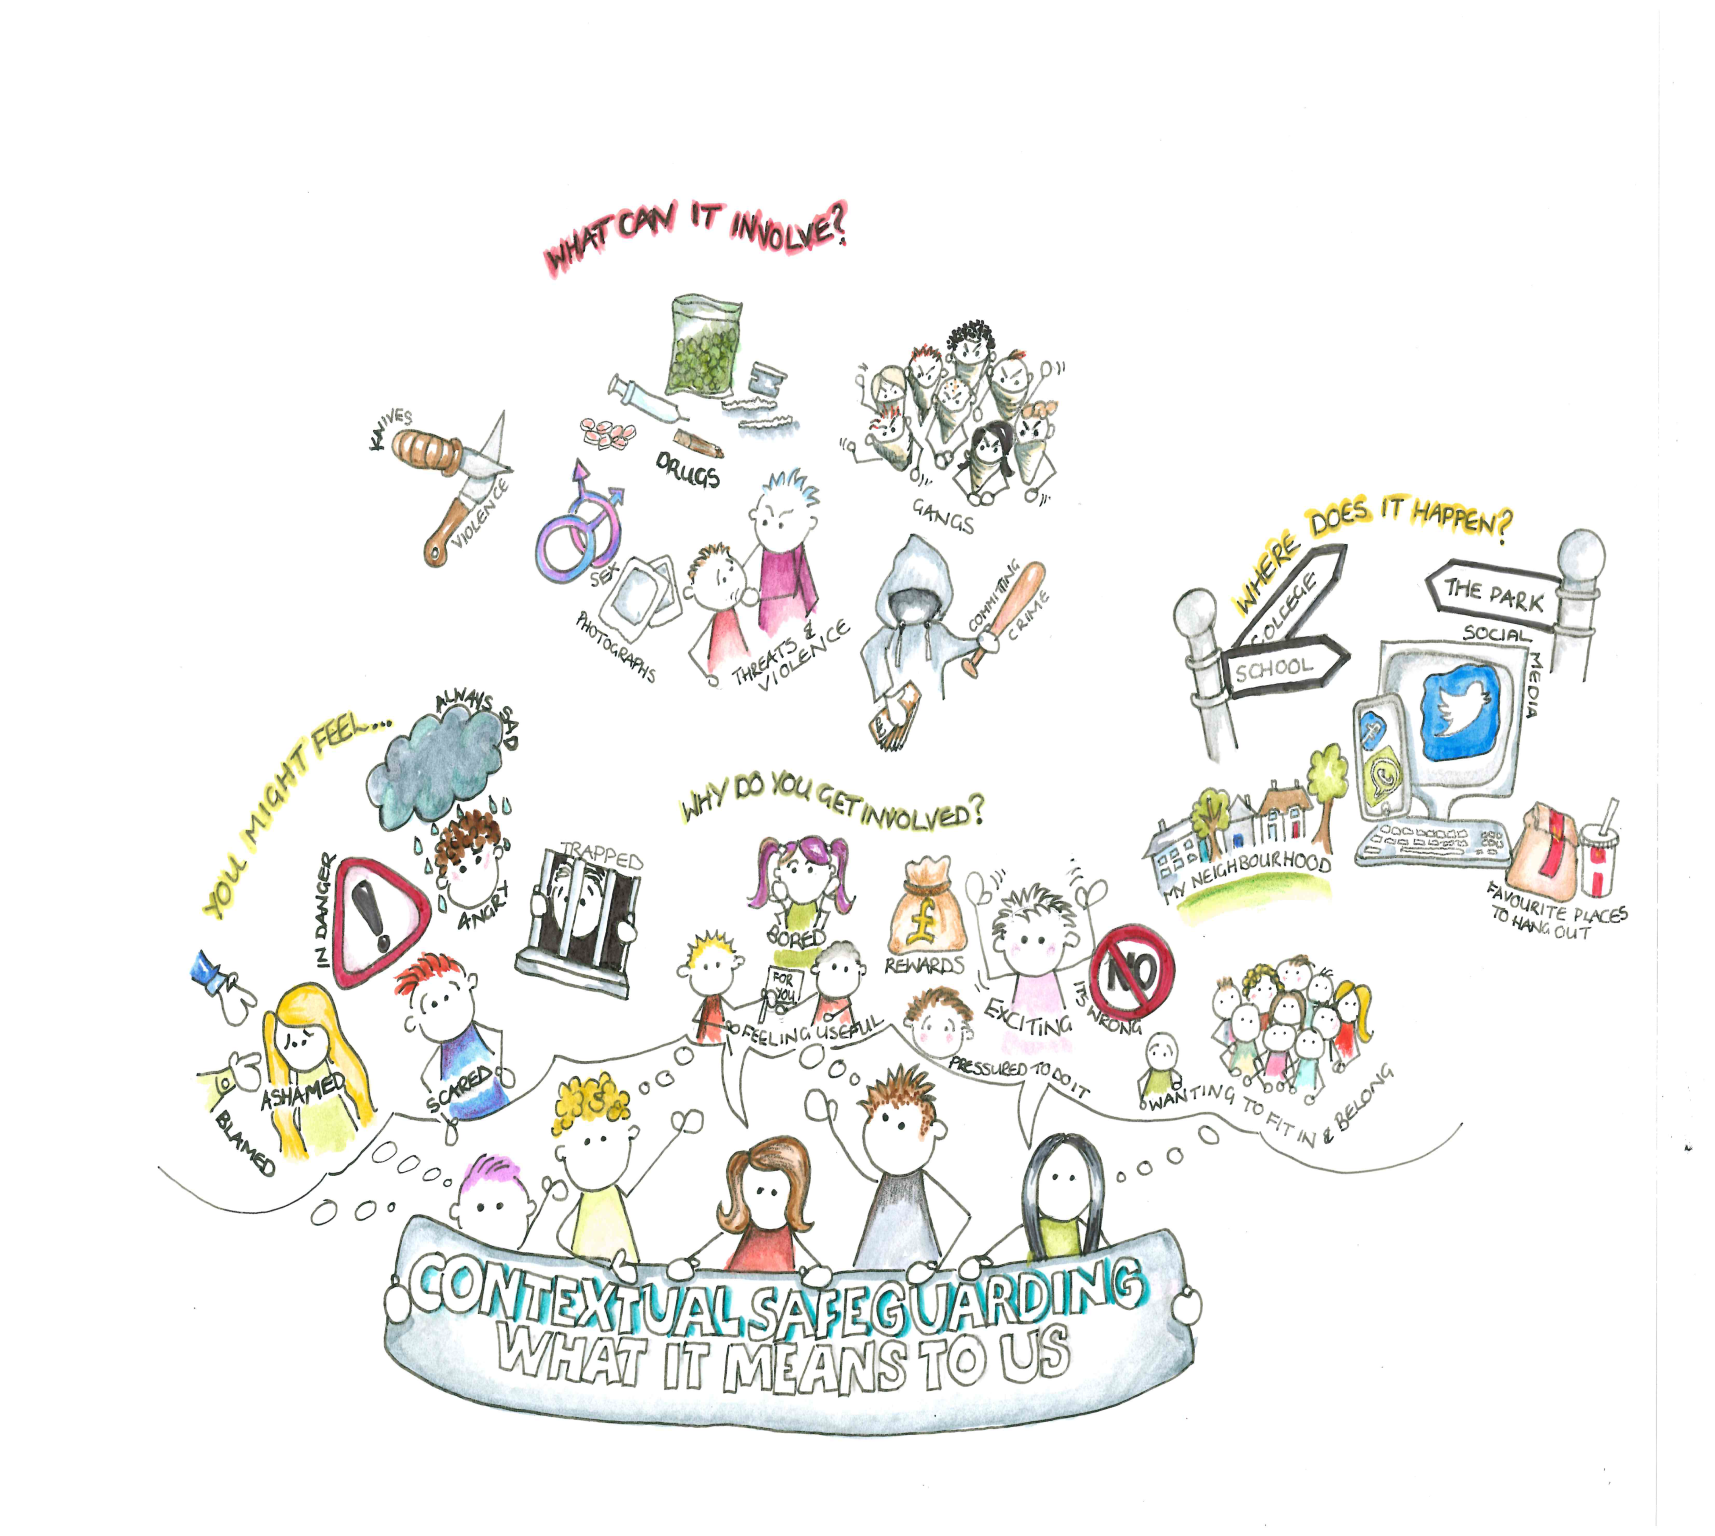 WHAT CAN IT INVOLVE?
KNIVES
VIOLENCE
DRUGS
GANGS
SEX
PHOTOGRAPHS
THREATS &
VIOLENCE
COMMITING
CRIME
£
WHERE DOES IT HAPPEN?
COLLEGE
SCHOOL
THE PARK
SOCIAL
MEDIA
MY NEIGHBOURHOOD
FAVOURITE PLACES
TO HANG OUT
YOU MIGHT FEEL...
ALWAYS SAD
ANGRY
IN DANGER
!
TRAPPED
SCARED
ASHAMED
BLAMED
WHY DO YOU GET INVOLVED?
BORED
FOR
YOU
FEELING USEFUL
£
REWARDS
EXCITING
PRESSURED TO DO IT
NO
ITS
WRONG
WANTING TO FIT IN & BELONG
CONTEXTUAL SAFEGUARDING
WHAT IT MEANS TO US